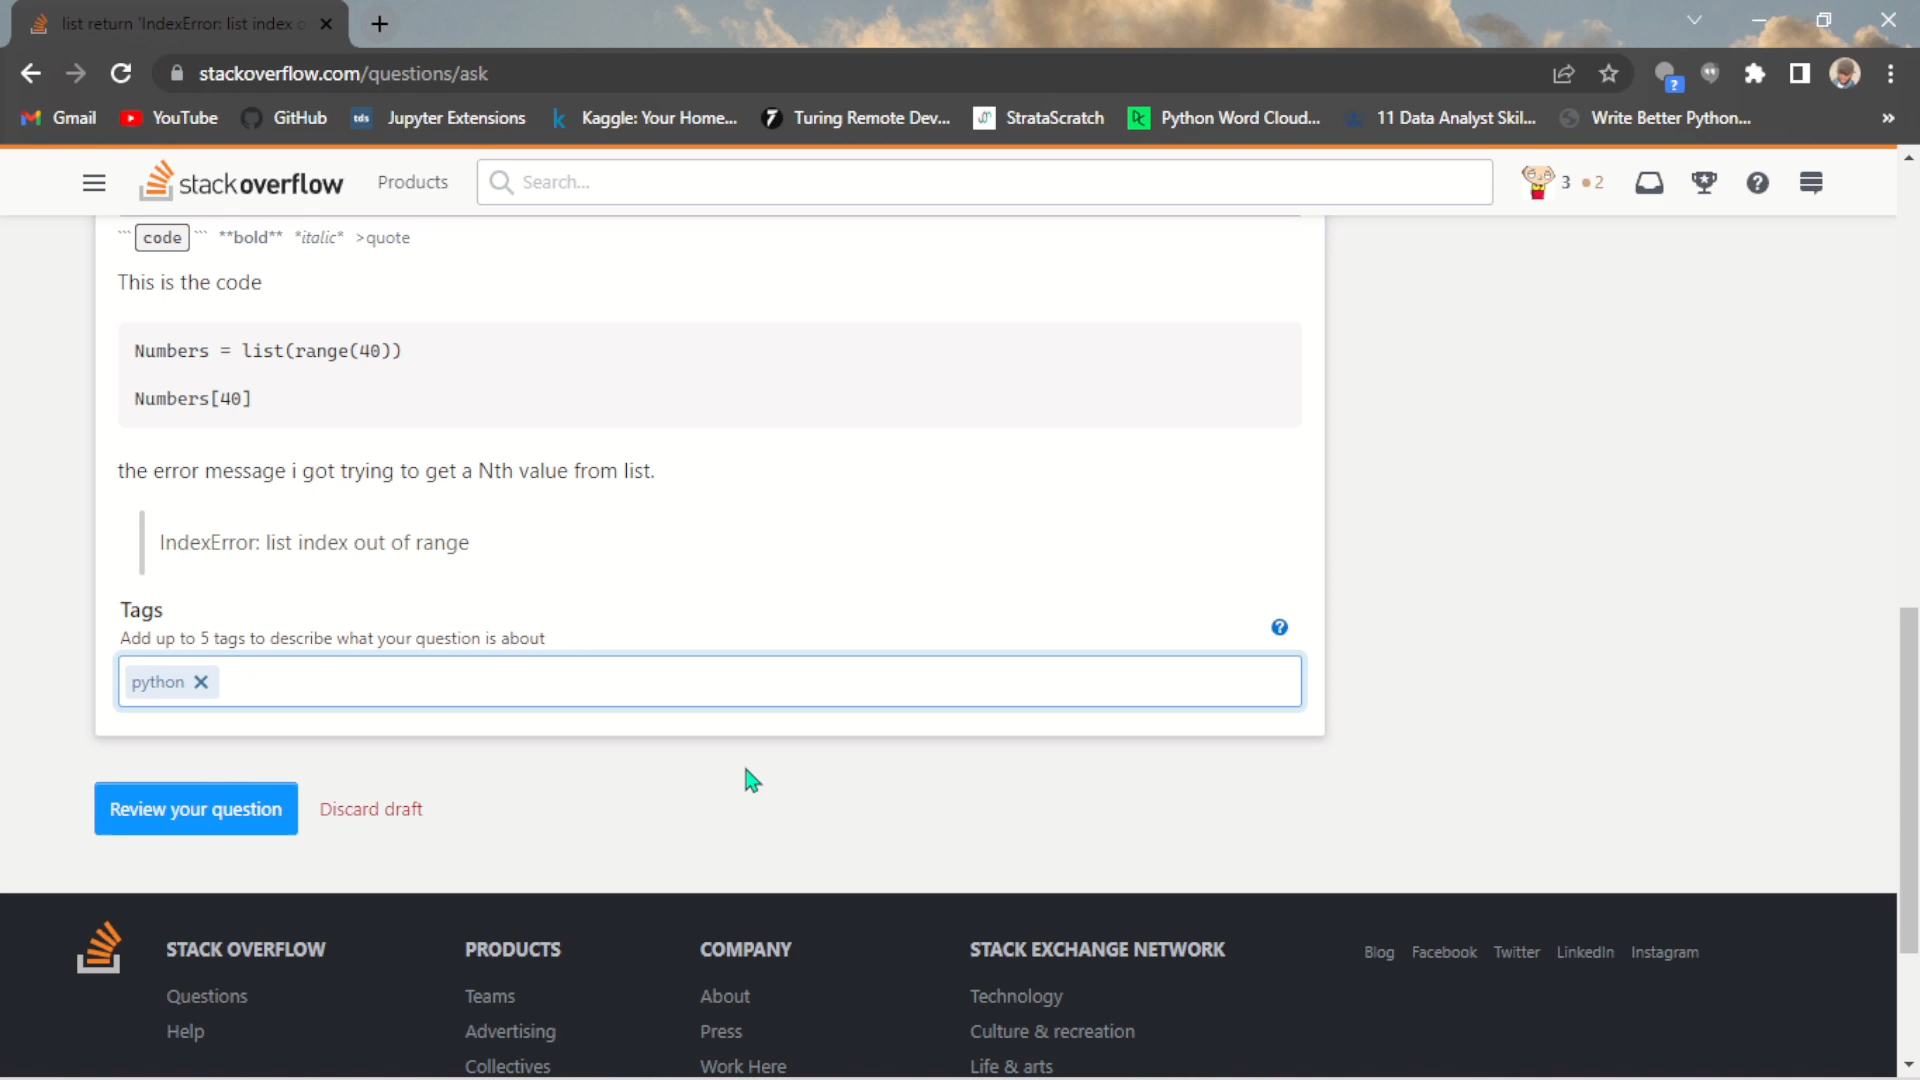 list return 'IndexError: list index o
stackoverflow.com/questions/ask
?
Gmail YouTube GitHub tds Jupyter Extensions k Kaggle: Your Home... Turing Remote Dev... StrataScratch Python Word Cloud... 11 Data Analyst Skil... Write Better Python... »
stackoverflow Products Search... 3 2 ?
``` code ``` **bold** *italic* >quote
This is the code
Numbers = list(range(40))
Numbers[40]
the error message i got trying to get a Nth value from list.
IndexError: list index out of range
Tags
Add up to 5 tags to describe what your question is about
?
python
Review your question Discard draft
STACK OVERFLOW PRODUCTS COMPANY STACK EXCHANGE NETWORK Blog Facebook Twitter LinkedIn Instagram
Questions Teams About Technology
Help Advertising Press Culture & recreation
Collectives Work Here Life & arts